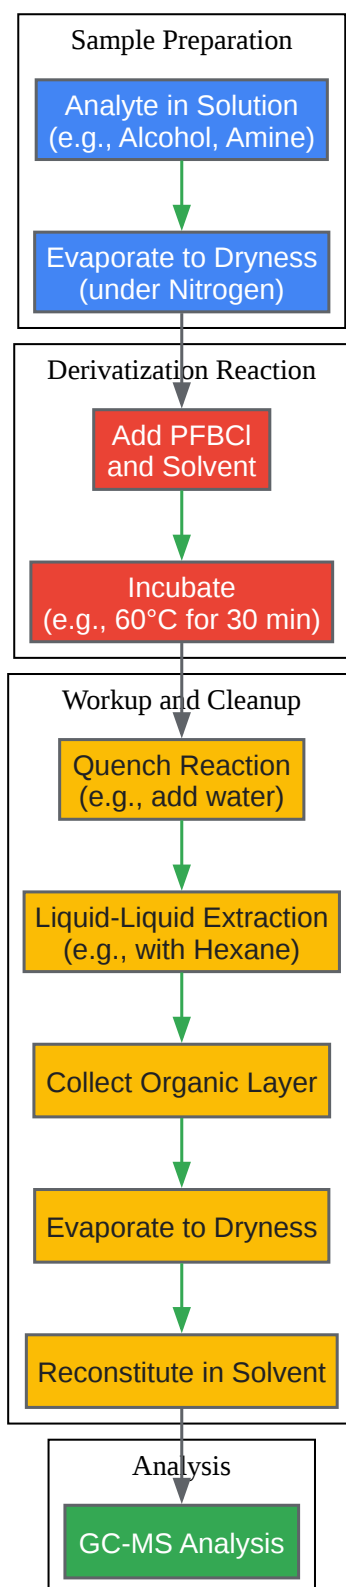 Sample Preparation
Analyte in Solution
(e.g., Alcohol, Amine)
Evaporate to Dryness
(under Nitrogen)
Derivatization Reaction
Add PFBCl
and Solvent
Incubate
(e.g., 60°C for 30 min)
Workup and Cleanup
Quench Reaction
(e.g., add water)
Liquid-Liquid Extraction
(e.g., with Hexane)
Collect Organic Layer
Evaporate to Dryness
Reconstitute in Solvent
Analysis
GC-MS Analysis